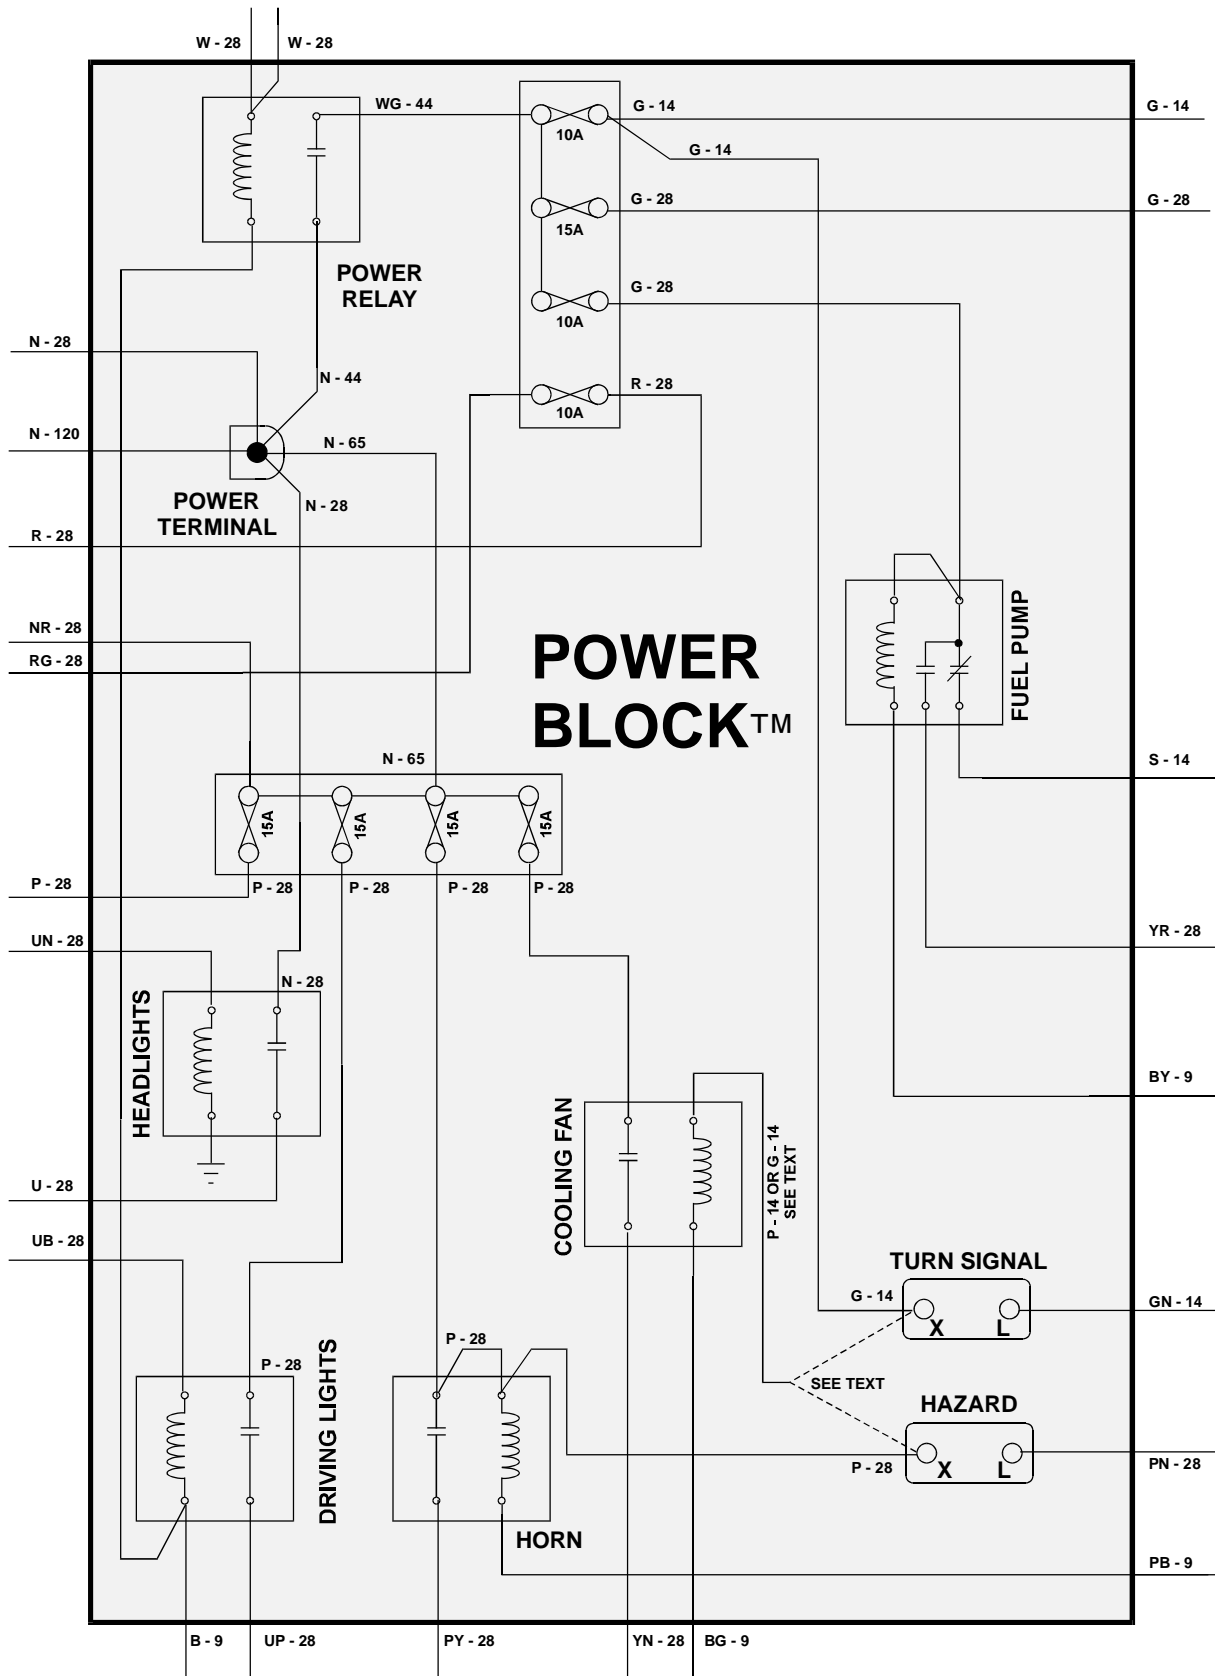 W - 28
W - 28
WG - 44
G - 14
G - 14
10A
G - 14
G - 28
G - 28
15A
POWER
RELAY
G - 28
10A
N - 28
N - 44
R - 28
10A
N - 120
N - 65
POWER
TERMINAL
N - 28
R - 28
NR - 28
RG - 28
POWER
BLOCK™
FUEL PUMP
N - 65
S - 14
15A
15A
15A
15A
P - 28
P - 28
P - 28
P - 28
P - 28
UN - 28
YR - 28
N - 28
HEADLIGHTS
BY - 9
COOLING FAN
P - 14 OR G - 14
SEE TEXT
U - 28
UB - 28
TURN SIGNAL
G - 14
GN - 14
X
L
P - 28
P - 28
DRIVING LIGHTS
SEE TEXT
HAZARD
P - 28
X
L
PN - 28
HORN
PB - 9
B - 9
UP - 28
PY - 28
YN - 28
BG - 9